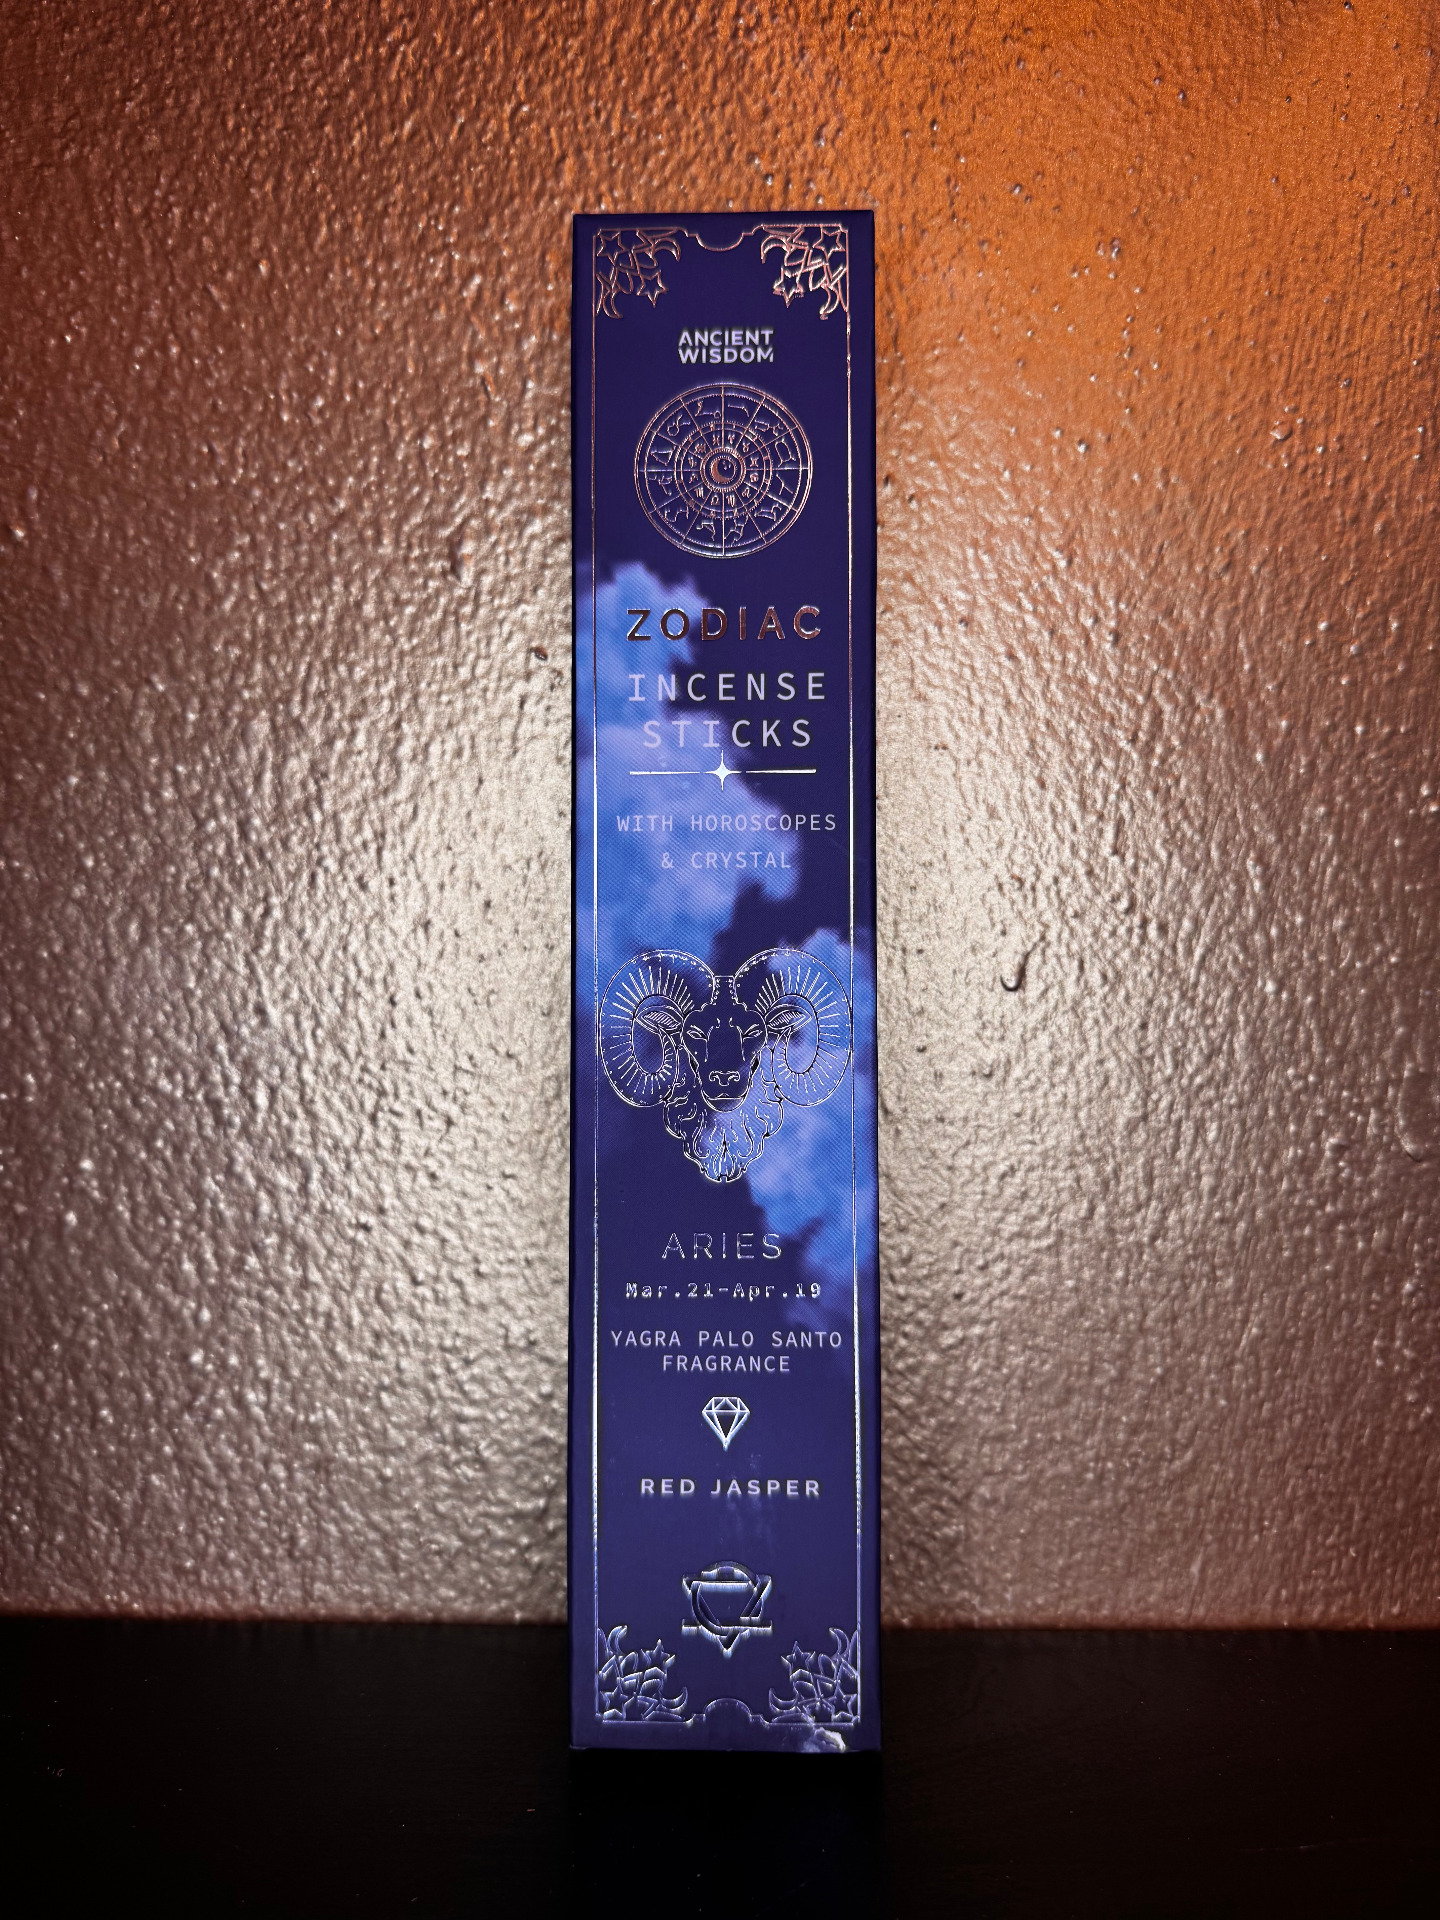 ANCIENT
WISDOM
ZODIAC
INCENSE
STICKS
WITH HOROSCOPES
& CRYSTAL
ARIES
Mar.21-Apr.19
YAGRA PALO SANTO
FRAGRANCE
RED JASPER